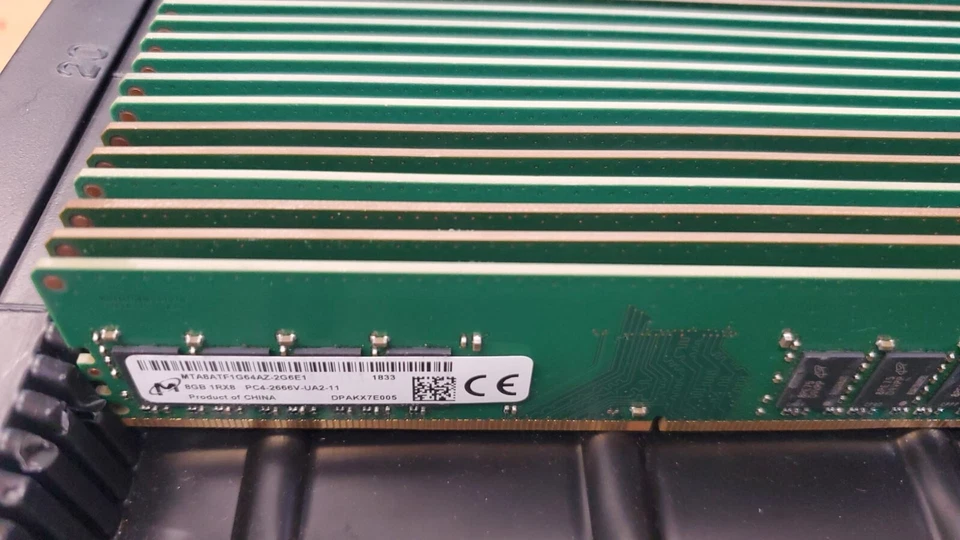 20
MTA8ATF1G64AZ-2G6E1 1833
8GB 1RX8 PC4-2666V-UA2-11
Product of CHINA DPAKX7E005
CE